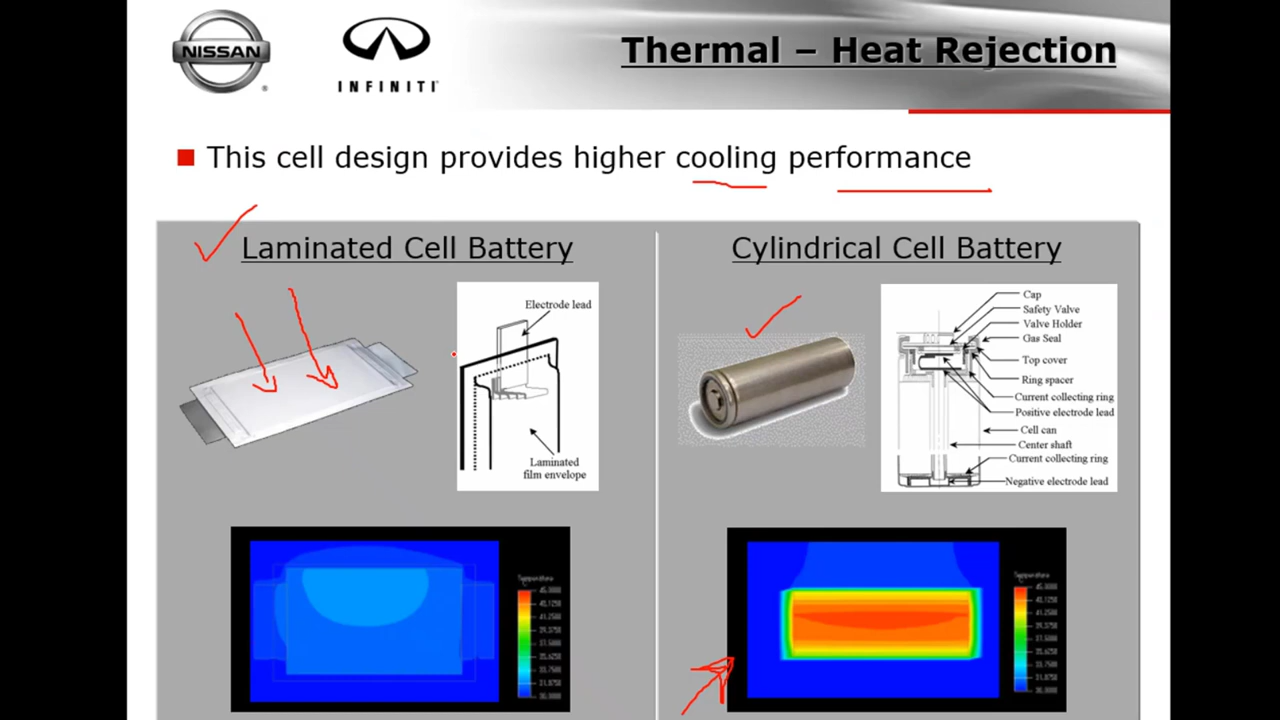 NISSAN
INFINITI
Thermal – Heat Rejection
This cell design provides higher cooling performance
Laminated Cell Battery
Electrode lead
Laminated
film envelope
Cylindrical Cell Battery
Cap
Safety Valve
Valve Holder
Gas Seal
Top cover
Ring spacer
Current collecting ring
Positive electrode lead
Cell can
Center shaft
Current collecting ring
Negative electrode lead